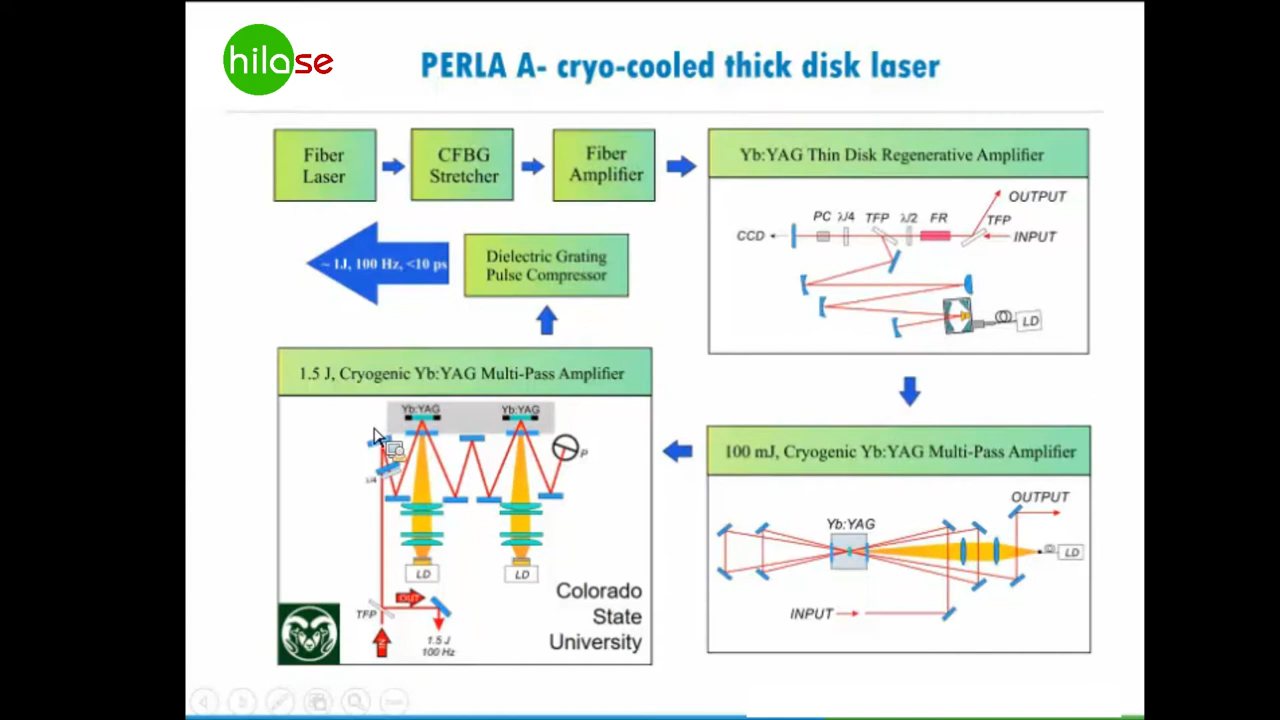 hilase
PERLA A- cryo-cooled thick disk laser
Fiber
Laser
CFBG
Stretcher
Fiber
Amplifier
Yb:YAG Thin Disk Regenerative Amplifier
OUTPUT
PC λ/4 TFP λ/2 FR TFP
CCD
INPUT
LD
~ 1J, 100 Hz, <10 ps
Dielectric Grating
Pulse Compressor
1.5 J, Cryogenic Yb:YAG Multi-Pass Amplifier
Yb:YAG Yb:YAG
P
λ/4
LD LD
OUT
TFP
IN
1.5 J
100 Hz
Colorado
State
University
100 mJ, Cryogenic Yb:YAG Multi-Pass Amplifier
OUTPUT
Yb:YAG
LD
INPUT